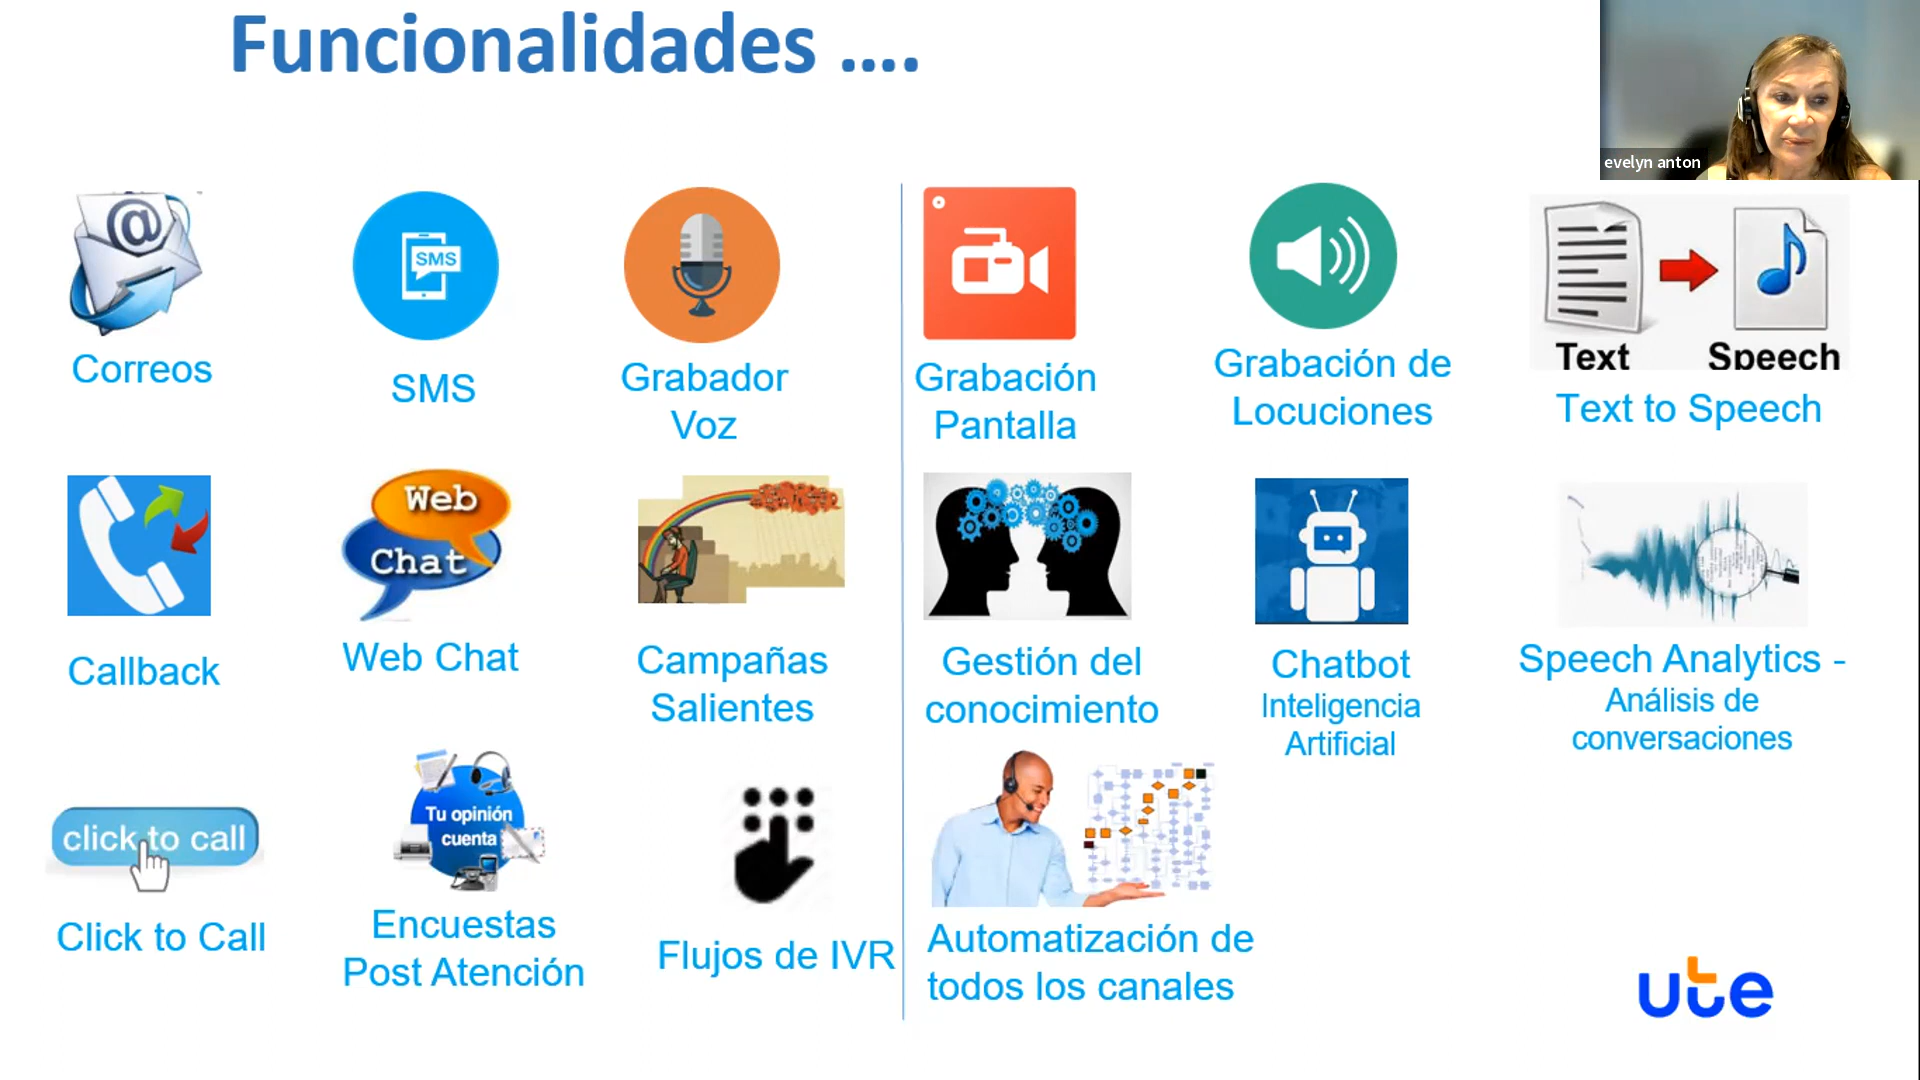 Funcionalidades ....
evelyn anton
SMS
Text
Speech
Correos
SMS
Grabador
Voz
Grabación
Pantalla
Grabación de
Locuciones
Text to Speech
Web
Chat
Callback
Web Chat
Campañas
Salientes
Gestión del
conocimiento
Chatbot
Inteligencia
Artificial
Speech Analytics -
Análisis de
conversaciones
click to call
Tu opinión
cuenta
Click to Call
Encuestas
Post Atención
Flujos de IVR
Automatización de
todos los canales
ute